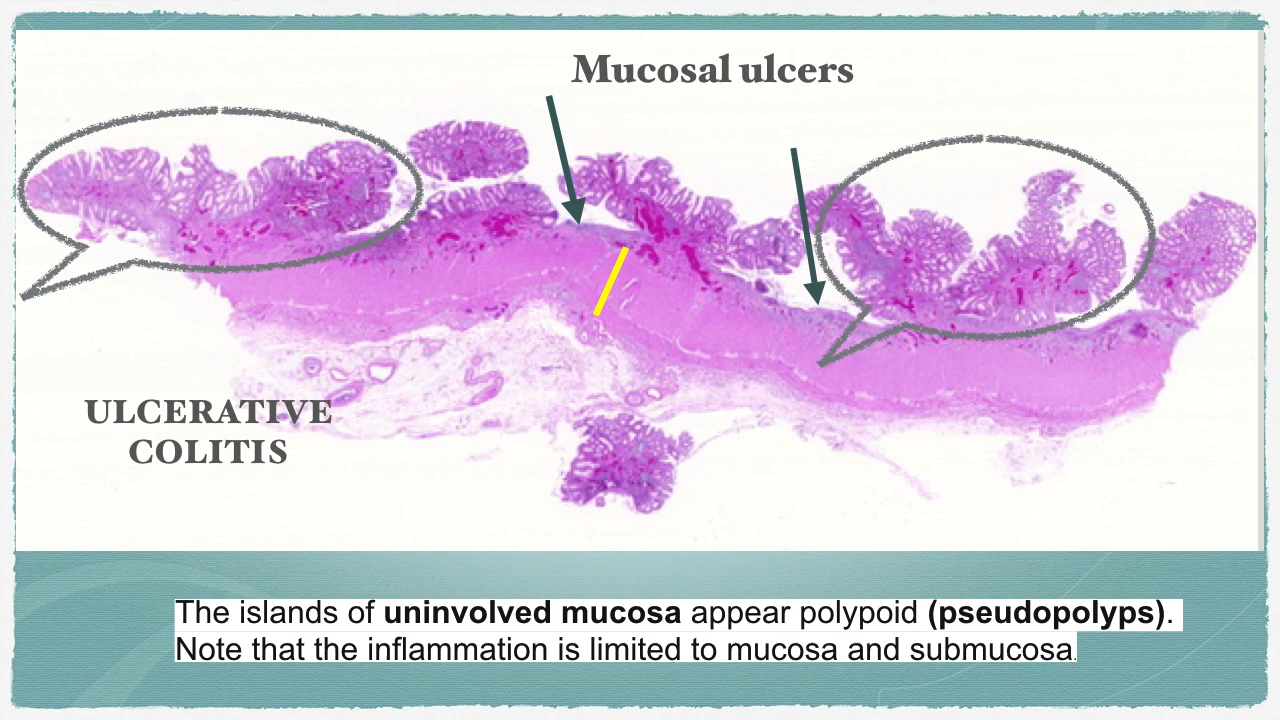 Mucosal ulcers
ULCERATIVE
COLITIS
The islands of uninvolved mucosa appear polypoid (pseudopolyps).
Note that the inflammation is limited to mucosa and submucosa.